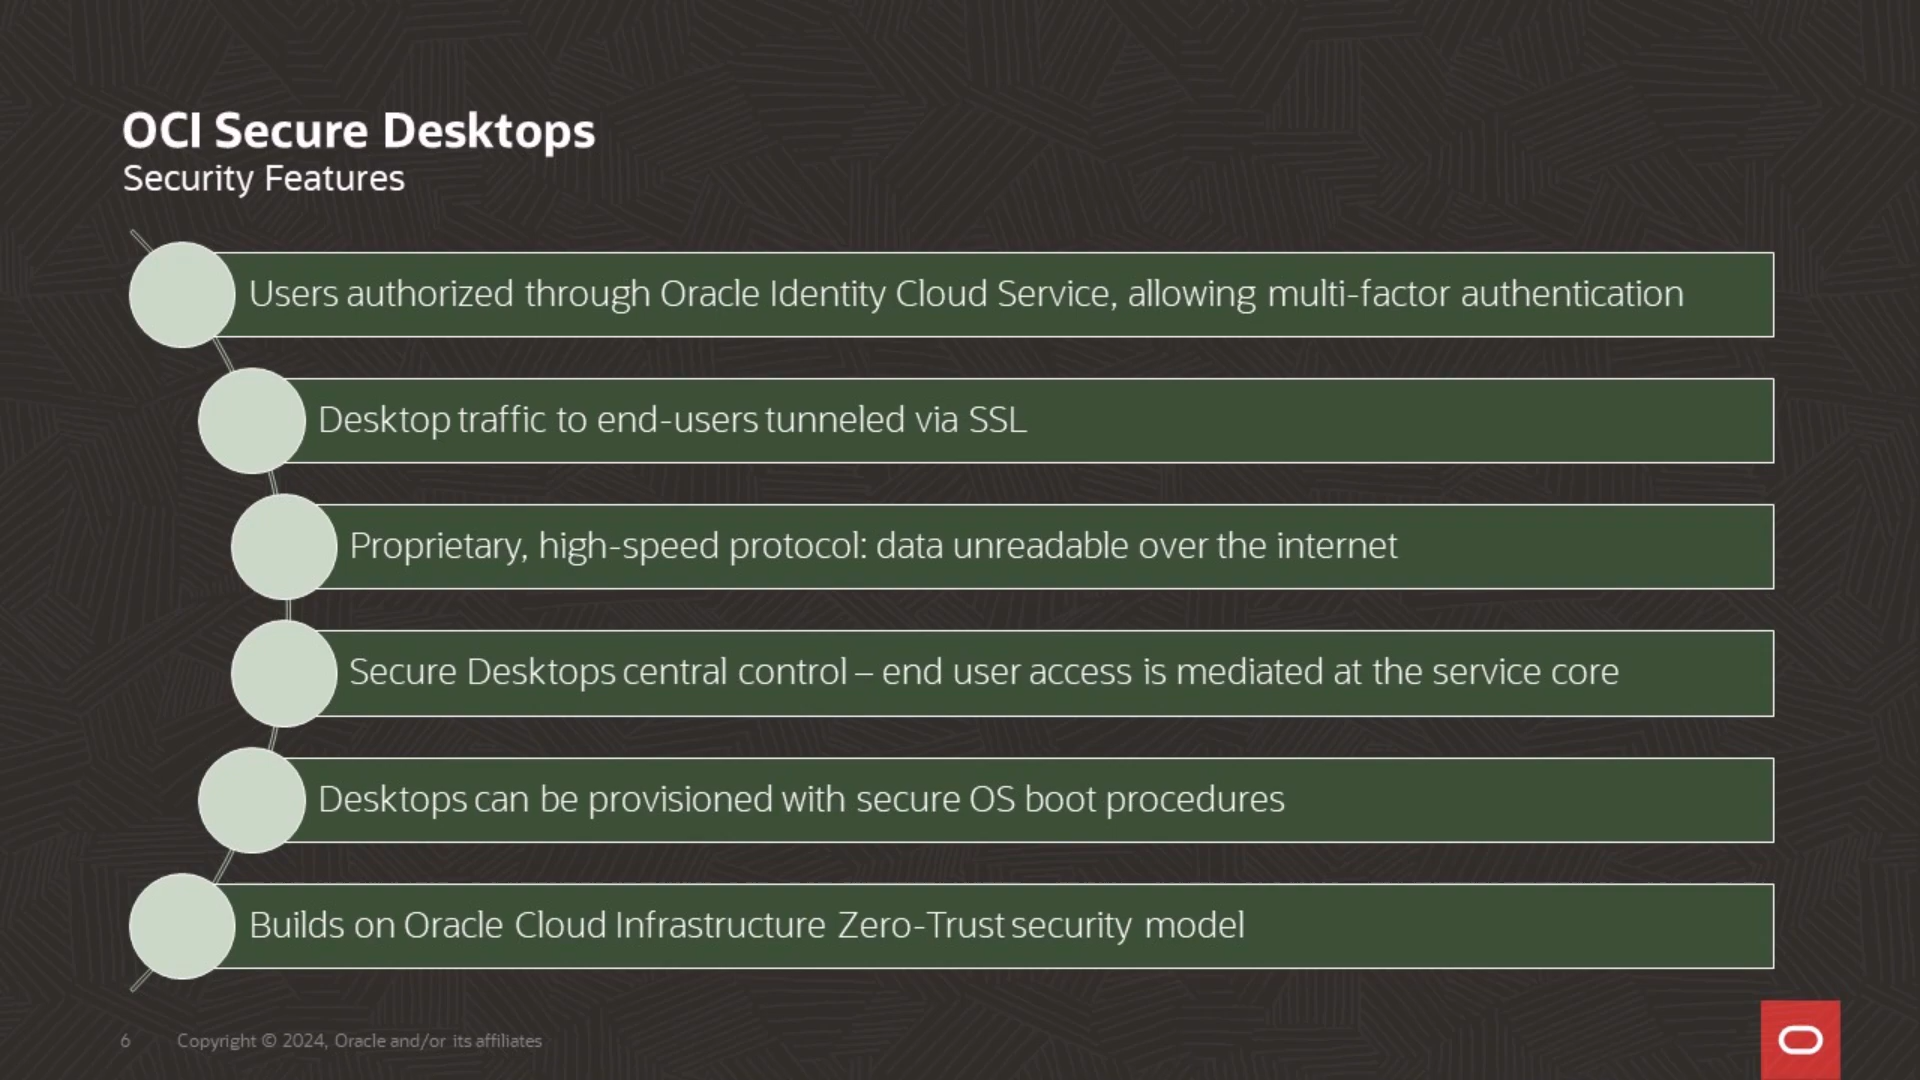 OCI Secure Desktops
Security Features
Users authorized through Oracle Identity Cloud Service, allowing multi-factor authentication
Desktop traffic to end-users tunneled via SSL
Proprietary, high-speed protocol: data unreadable over the internet
Secure Desktops central control – end user access is mediated at the service core
Desktops can be provisioned with secure OS boot procedures
Builds on Oracle Cloud Infrastructure Zero-Trust security model
6 Copyright © 2024, Oracle and/or its affiliates